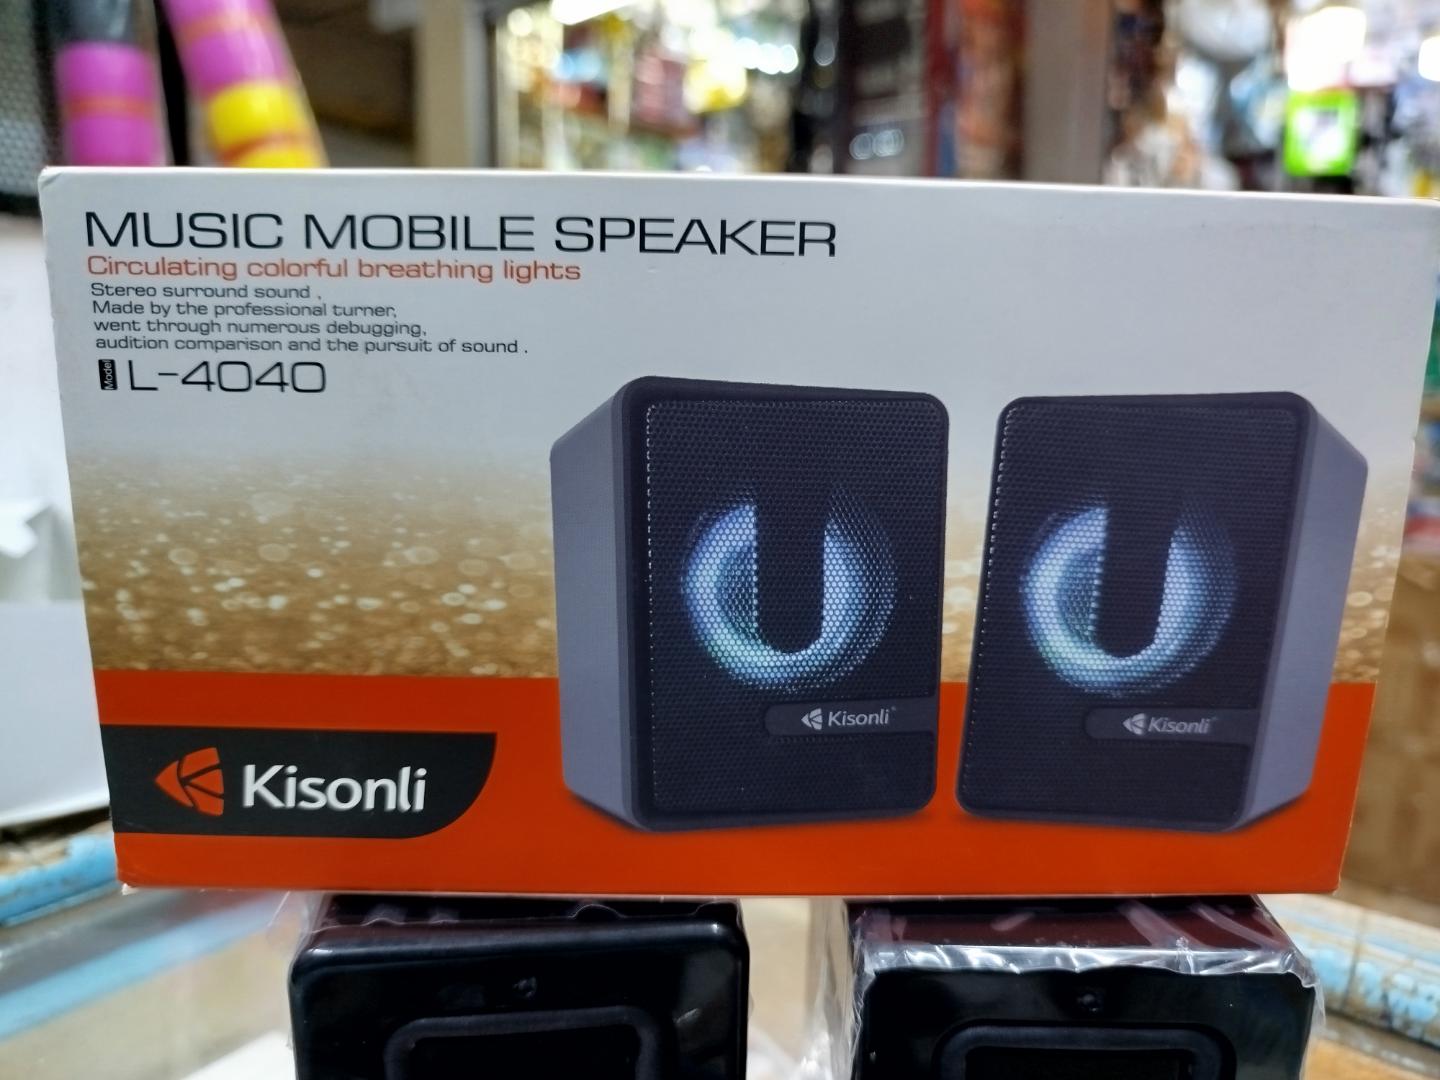 MUSIC MOBILE SPEAKER
Circulating colorful breathing lights
Stereo surround sound ,
Made by the professional turner,
went through numerous debugging,
audition comparison and the pursuit of sound .
Model L-4040
Kisonli
Kisonli
Kisonli